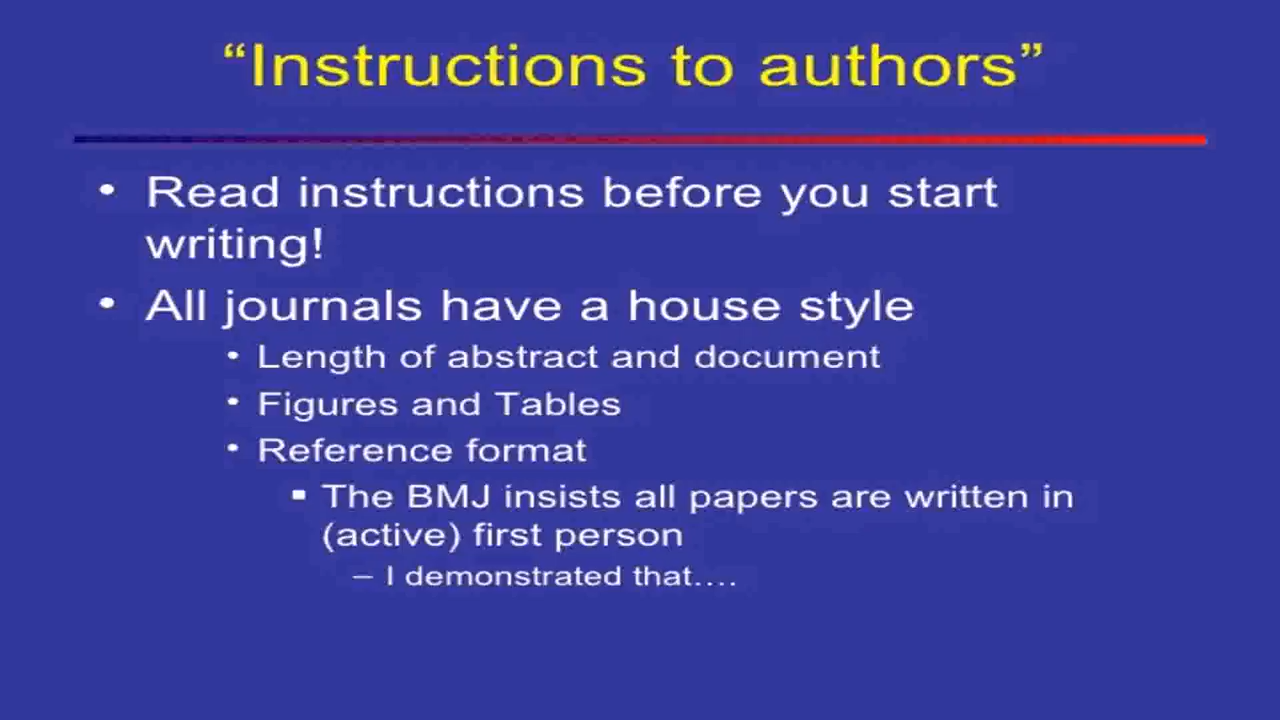 “Instructions to authors”
• Read instructions before you start
writing!
• All journals have a house style
• Length of abstract and document
• Figures and Tables
• Reference format
▪ The BMJ insists all papers are written in
(active) first person
– I demonstrated that….